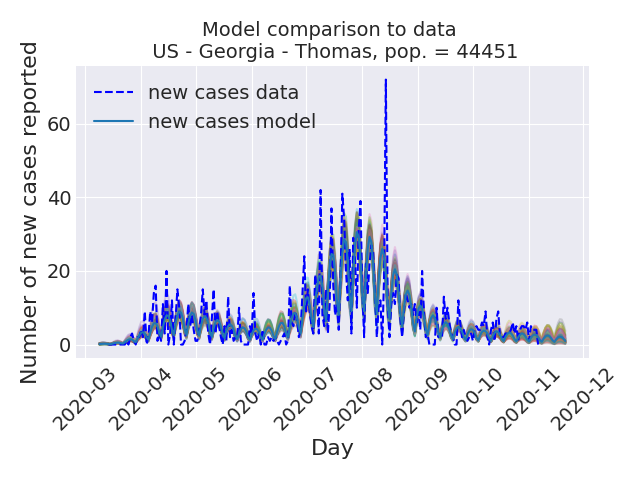 Model comparison to data
US - Georgia - Thomas, pop. = 44451
Number of new cases reported
new cases data
new cases model
60
40
20
0
2020-03
2020-04
2020-05
2020-06
2020-07
2020-08
2020-09
2020-10
2020-11
2020-12
Day